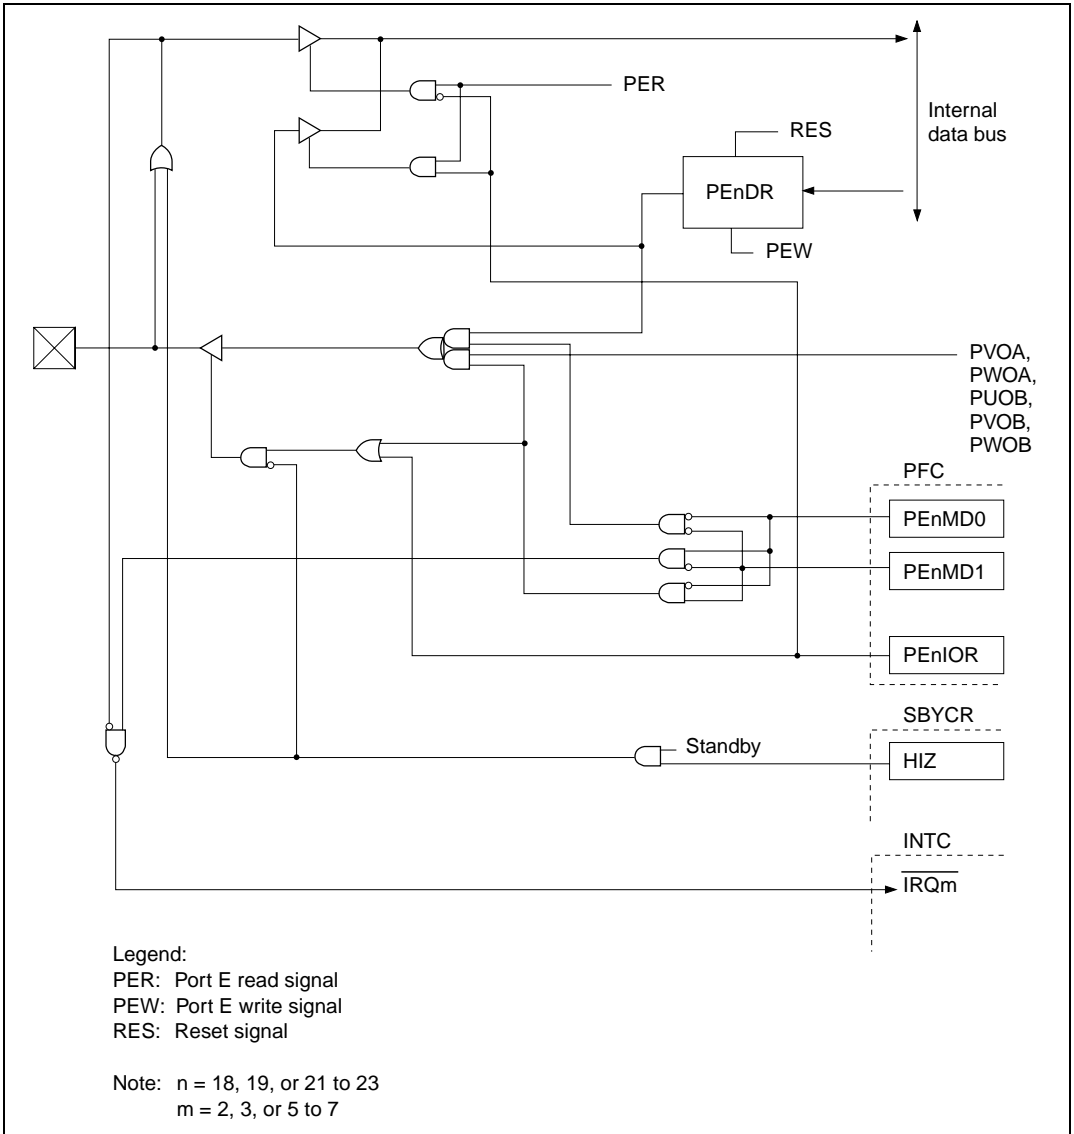 PER
RES
Internal
data bus
PEnDR
PEW
PVOA,
PWOA,
PUOB,
PVOB,
PWOB
PFC
PEnMD0
PEnMD1
PEnIOR
SBYCR
Standby
HIZ
INTC
IRQm
Legend:
PER: Port E read signal
PEW: Port E write signal
RES: Reset signal
Note: n = 18, 19, or 21 to 23
m = 2, 3, or 5 to 7